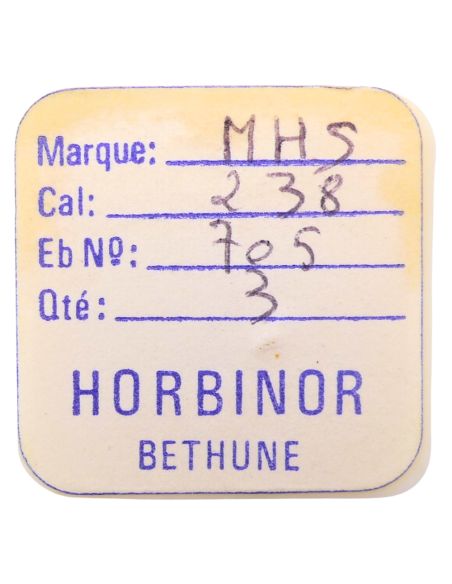 Marque: MHS
Cal: 238
Eb Nº: 705
Qté: 3
HORBINOR
BETHUNE